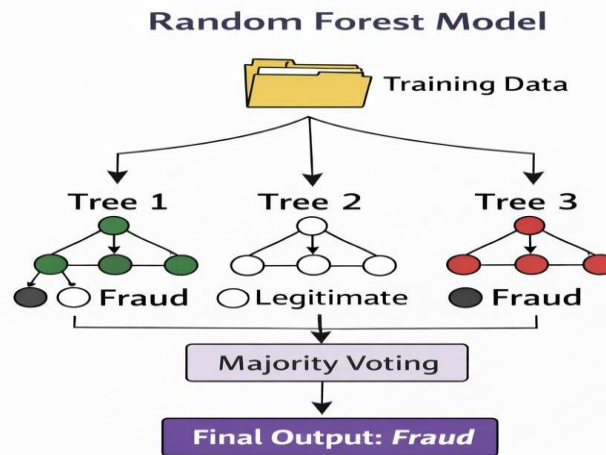 Random Forest Model
Training Data
Tree 1 Tree 2 Tree 3
Fraud Legitimate Fraud
Majority Voting
Final Output: Fraud